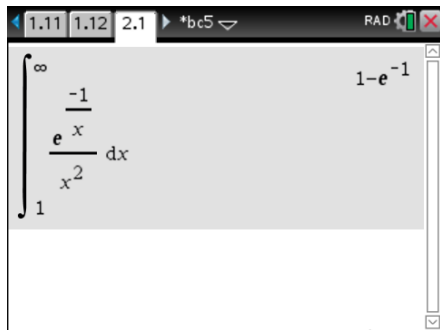 1.11 1.12 2.1 *bc5 RAD
∫₁^∞ e^(-1/x)/x² dx 1-e⁻¹